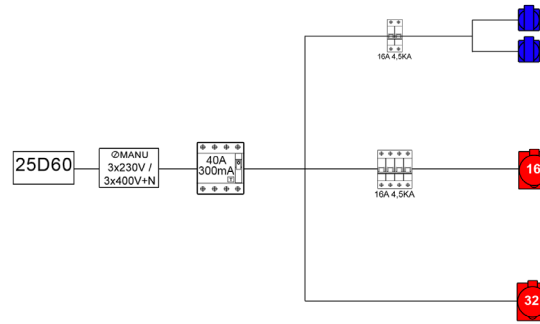 16A 4,5KA
25D60
⌀MANU
3x230V /
3x400V+N
40A
300mA
T
16A 4,5KA
16
32